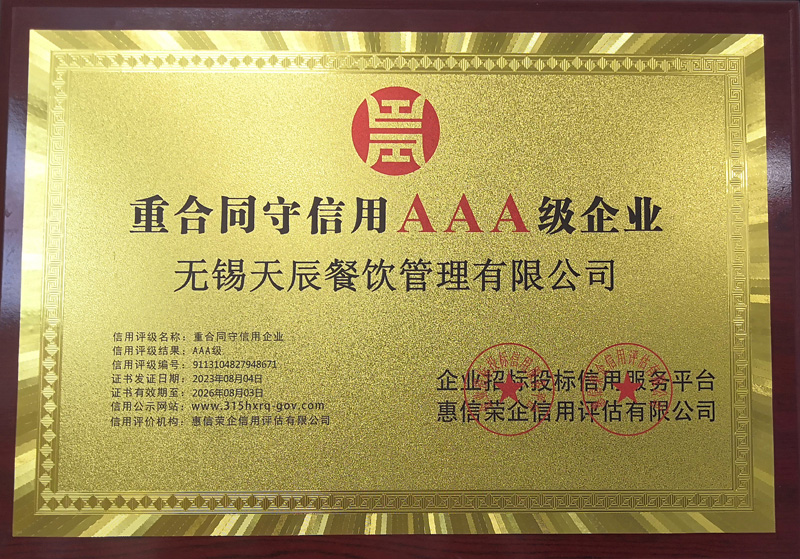 重合同守信用AAA级企业
无锡天辰餐饮管理有限公司
信用评级名称：重合同守信用企业
信用评级结果：AAA级
信用评级编号：9113104827948671
证书发证日期：2023年08月04日
证书有效期至：2026年08月03日
信用公示网站：www.315hxrq-gov.com
信用评价机构：惠信荣企信用评估有限公司
企业招标投标信用服务平台
惠信荣企信用评估有限公司